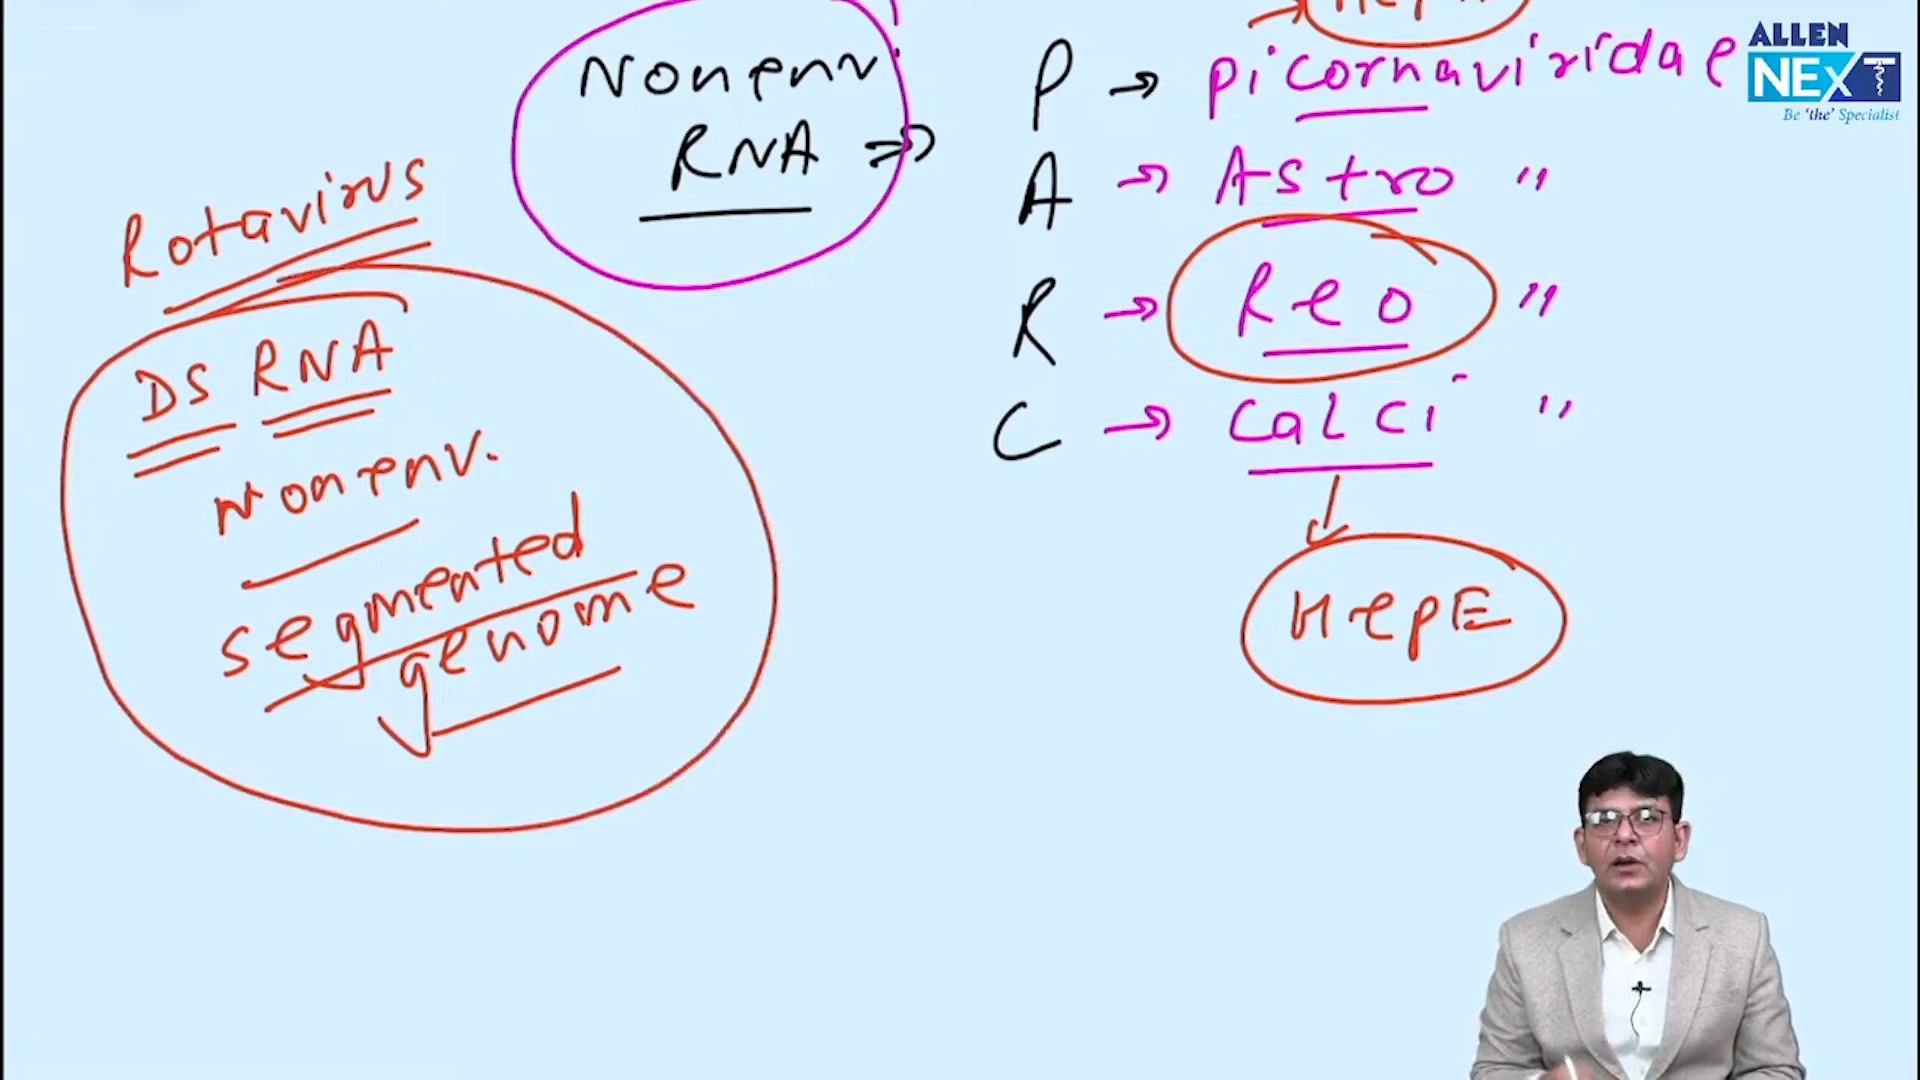 Nonenv.
RNA ⇒
P → Picornaviridae
A → Astro "
R → Reo "
C → calci "
HepE
Rotavirus
DS RNA
Nonenv.
segmented
genome
ALLEN
NEXT
Be 'the' Specialist